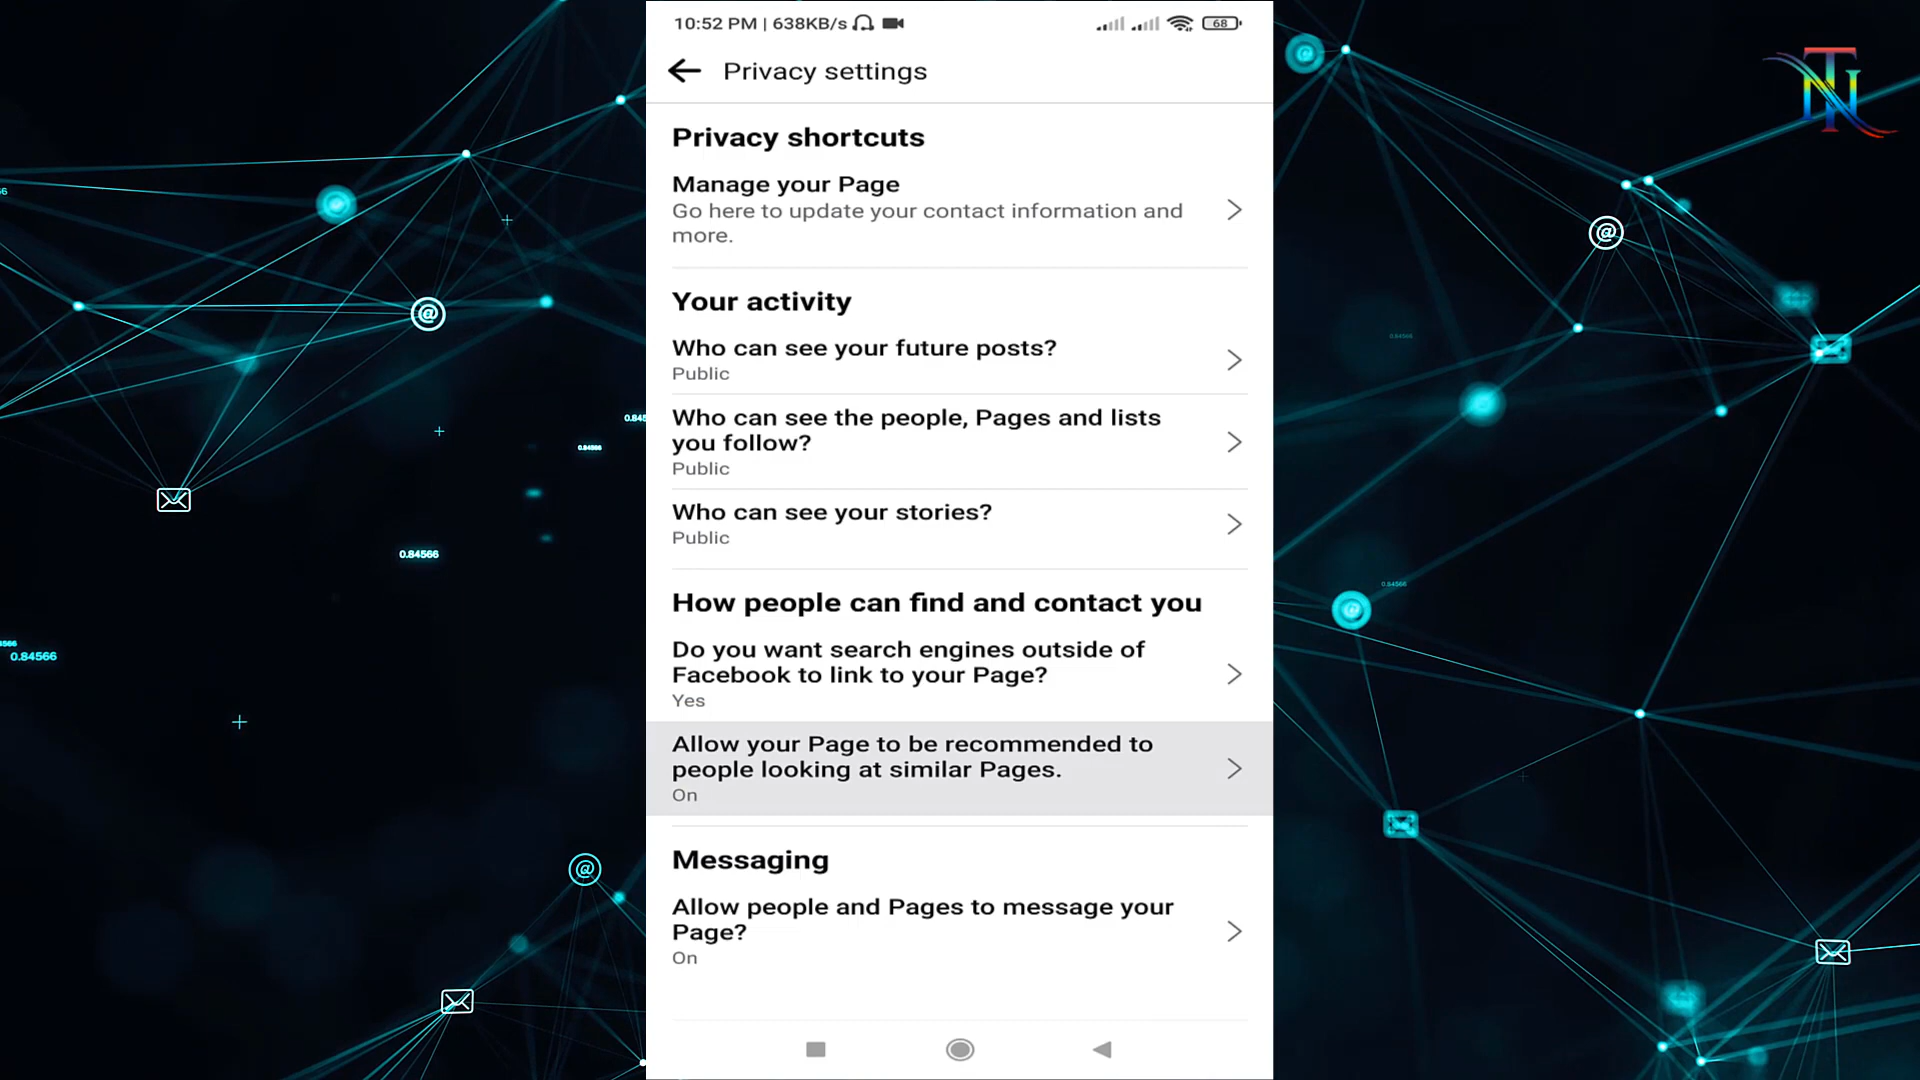 10:52 PM | 638KB/s
68
Privacy settings
Privacy shortcuts
Manage your Page
Go here to update your contact information and
more.
Your activity
Who can see your future posts?
Public
Who can see the people, Pages and lists
you follow?
Public
Who can see your stories?
Public
How people can find and contact you
Do you want search engines outside of
Facebook to link to your Page?
Yes
Allow your Page to be recommended to
people looking at similar Pages.
On
Messaging
Allow people and Pages to message your
Page?
On
0.84566
0.84566
0.84566
0.84566
TN